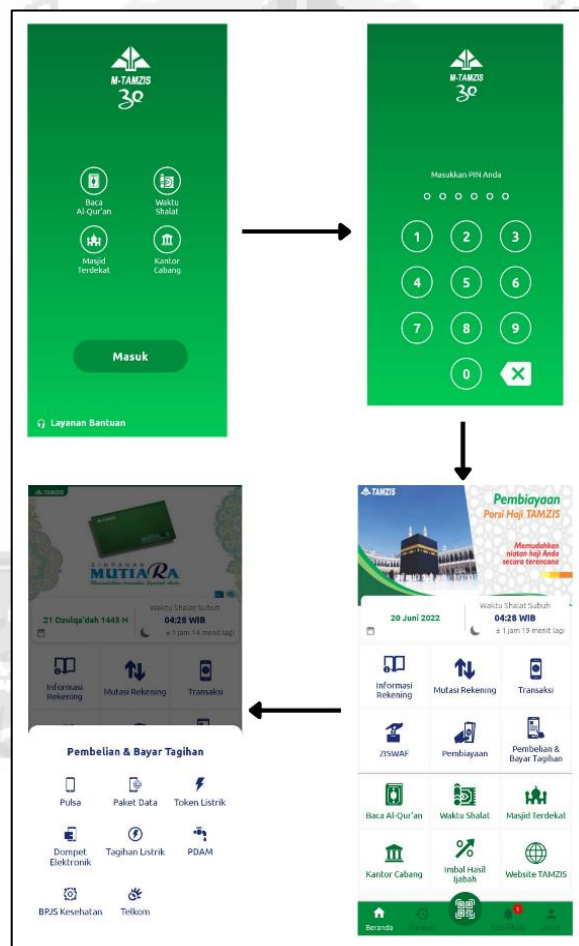 M-TAMZIS
30
Baca
Al-Qur'an
Waktu
Shalat
Masjid
Terdekat
Kantor
Cabang
Masuk
Layanan Bantuan
M-TAMZIS
30
Masukkan PIN Anda
1 2 3
4 5 6
7 8 9
0
TAMZIS
Pembiayaan
Porsi Haji TAMZIS
Memudahkan
niatan haji Anda
secara terencana
20 Juni 2022
Waktu Shalat Subuh
04:28 WIB
± 1 jam 19 menit lagi
Informasi
Rekening
Mutasi Rekening
Transaksi
ZISWAF
Pembiayaan
Pembelian &
Bayar Tagihan
Baca Al-Qur'an
Waktu Shalat
Masjid Terdekat
Kantor Cabang
Imbal Hasil
Ijabah
Website TAMZIS
1
Beranda
TAMZIS
SIMPANAN
MUTIARA
21 Dzulqa'dah 1443 H
Waktu Shalat Subuh
04:28 WIB
± 1 jam 14 menit lagi
Informasi
Rekening
Mutasi Rekening
Transaksi
Pembelian & Bayar Tagihan
Pulsa
Paket Data
Token Listrik
Dompet
Elektronik
Tagihan Listrik
PDAM
BPJS Kesehatan
Telkom